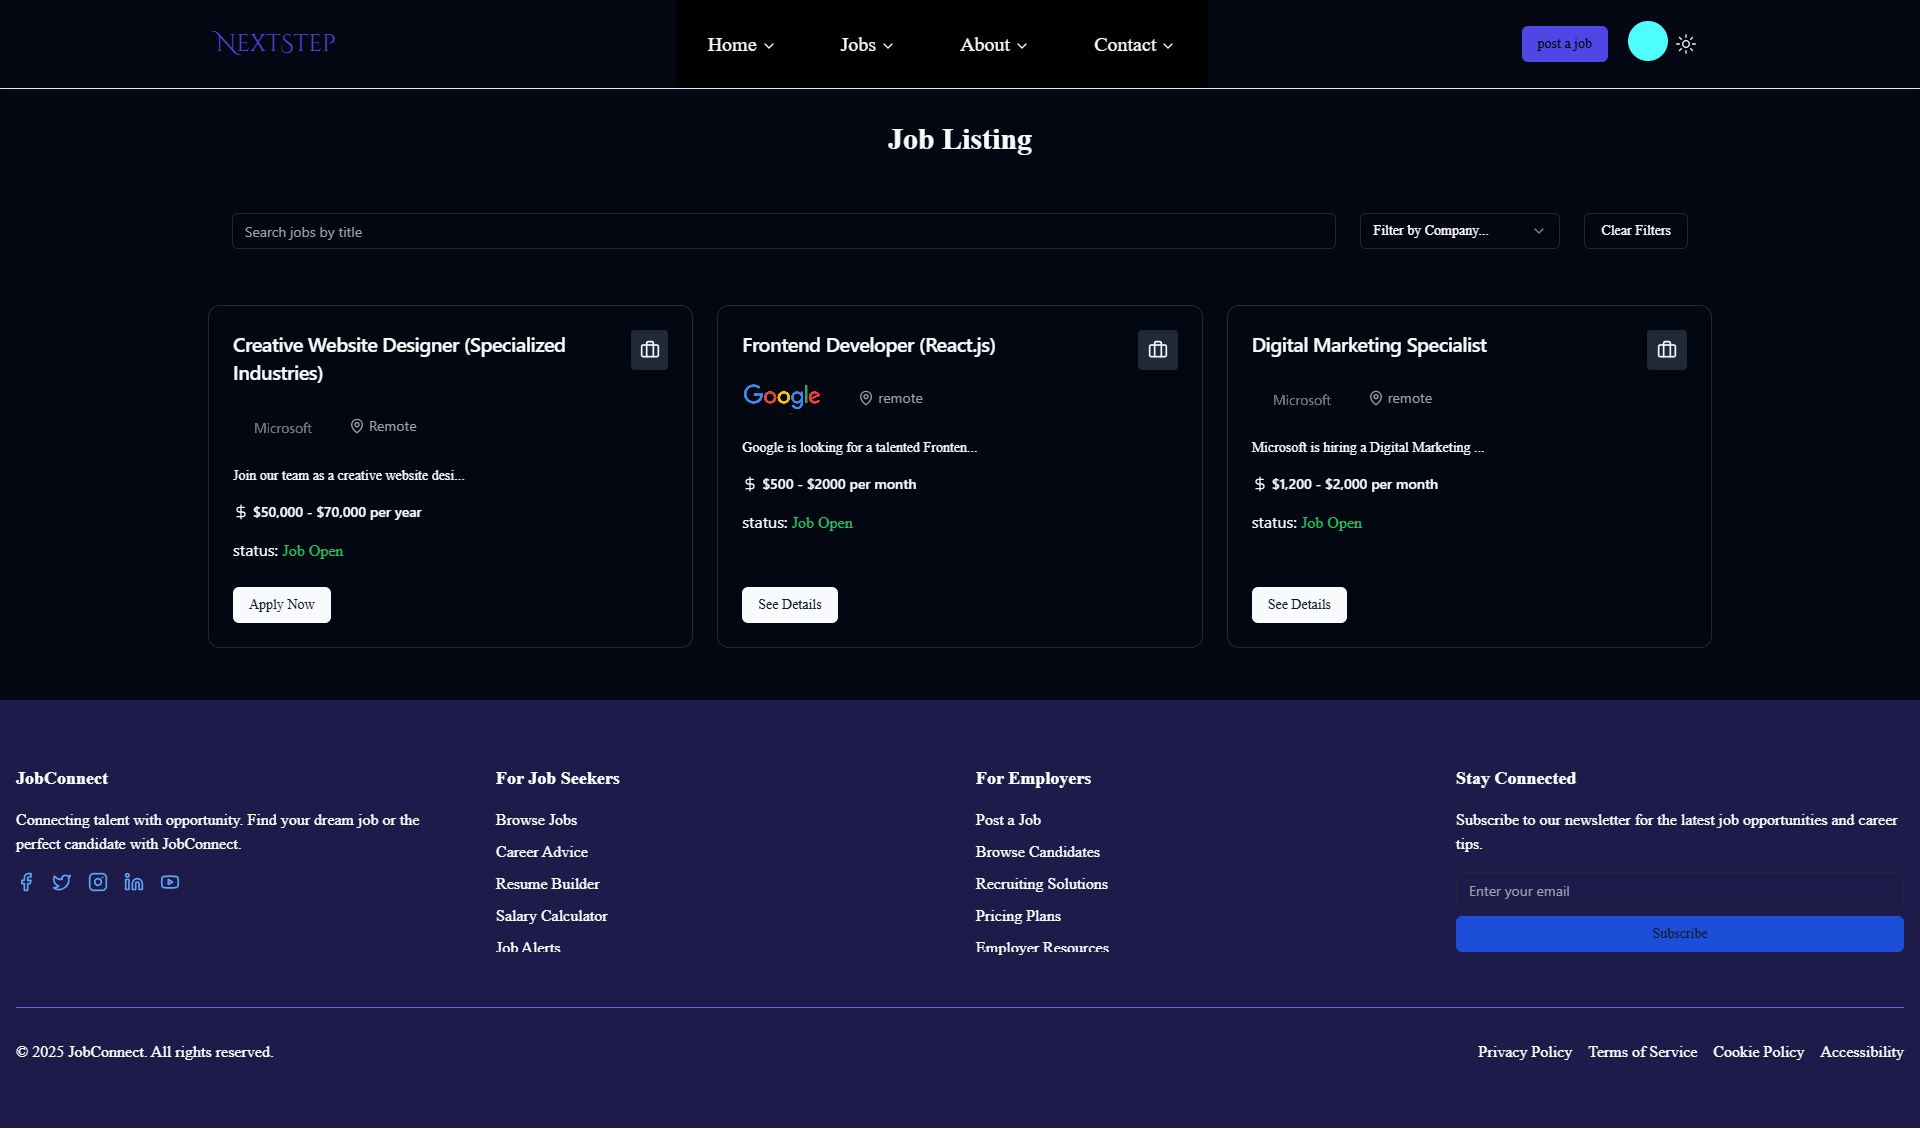 NEXTSTEP
Home
Jobs
About
Contact
post a job
Job Listing
Search jobs by title
Filter by Company...
Clear Filters
Creative Website Designer (Specialized
Industries)
Microsoft
Remote
Join our team as a creative website desi...
$50,000 - $70,000 per year
status: Job Open
Apply Now
Frontend Developer (React.js)
Google
remote
Google is looking for a talented Fronten...
$500 - $2000 per month
status: Job Open
See Details
Digital Marketing Specialist
Microsoft
remote
Microsoft is hiring a Digital Marketing ...
$1,200 - $2,000 per month
status: Job Open
See Details
JobConnect
Connecting talent with opportunity. Find your dream job or the
perfect candidate with JobConnect.
For Job Seekers
Browse Jobs
Career Advice
Resume Builder
Salary Calculator
Job Alerts
For Employers
Post a Job
Browse Candidates
Recruiting Solutions
Pricing Plans
Employer Resources
Stay Connected
Subscribe to our newsletter for the latest job opportunities and career
tips.
Enter your email
Subscribe
© 2025 JobConnect. All rights reserved.
Privacy Policy
Terms of Service
Cookie Policy
Accessibility